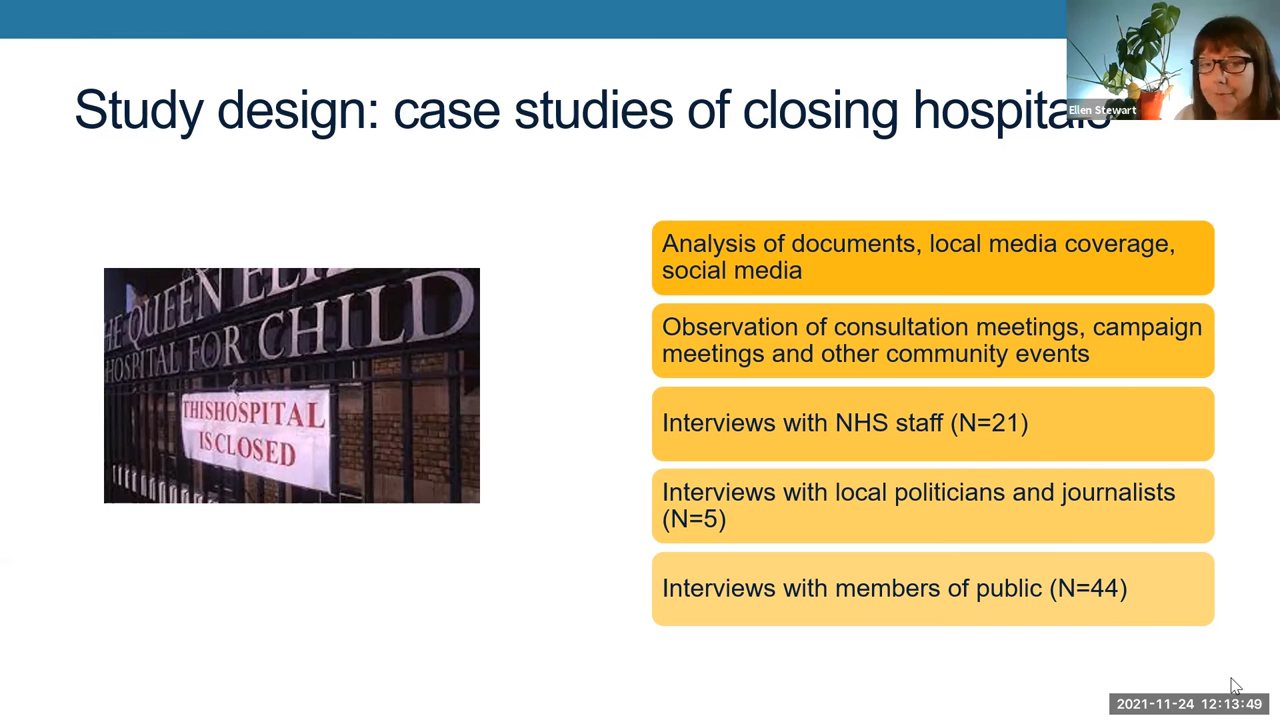 Study design: case studies of closing hospitals
Ellen Stewart
THE QUEEN ELI
HOSPITAL FOR CHILD
THIS HOSPITAL
IS CLOSED
Analysis of documents, local media coverage,
social media
Observation of consultation meetings, campaign
meetings and other community events
Interviews with NHS staff (N=21)
Interviews with local politicians and journalists
(N=5)
Interviews with members of public (N=44)
2021-11-24 12:13:49